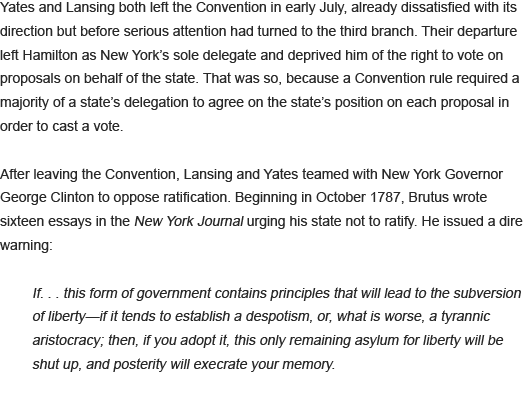 Yates and Lansing both left the Convention in early July, already dissatisfied with its
direction but before serious attention had turned to the third branch. Their departure
left Hamilton as New York’s sole delegate and deprived him of the right to vote on
proposals on behalf of the state. That was so, because a Convention rule required a
majority of a state’s delegation to agree on the state’s position on each proposal in
order to cast a vote.
After leaving the Convention, Lansing and Yates teamed with New York Governor
George Clinton to oppose ratification. Beginning in October 1787, Brutus wrote
sixteen essays in the New York Journal urging his state not to ratify. He issued a dire
warning:
If. . . this form of government contains principles that will lead to the subversion
of liberty—if it tends to establish a despotism, or, what is worse, a tyrannic
aristocracy; then, if you adopt it, this only remaining asylum for liberty will be
shut up, and posterity will execrate your memory.